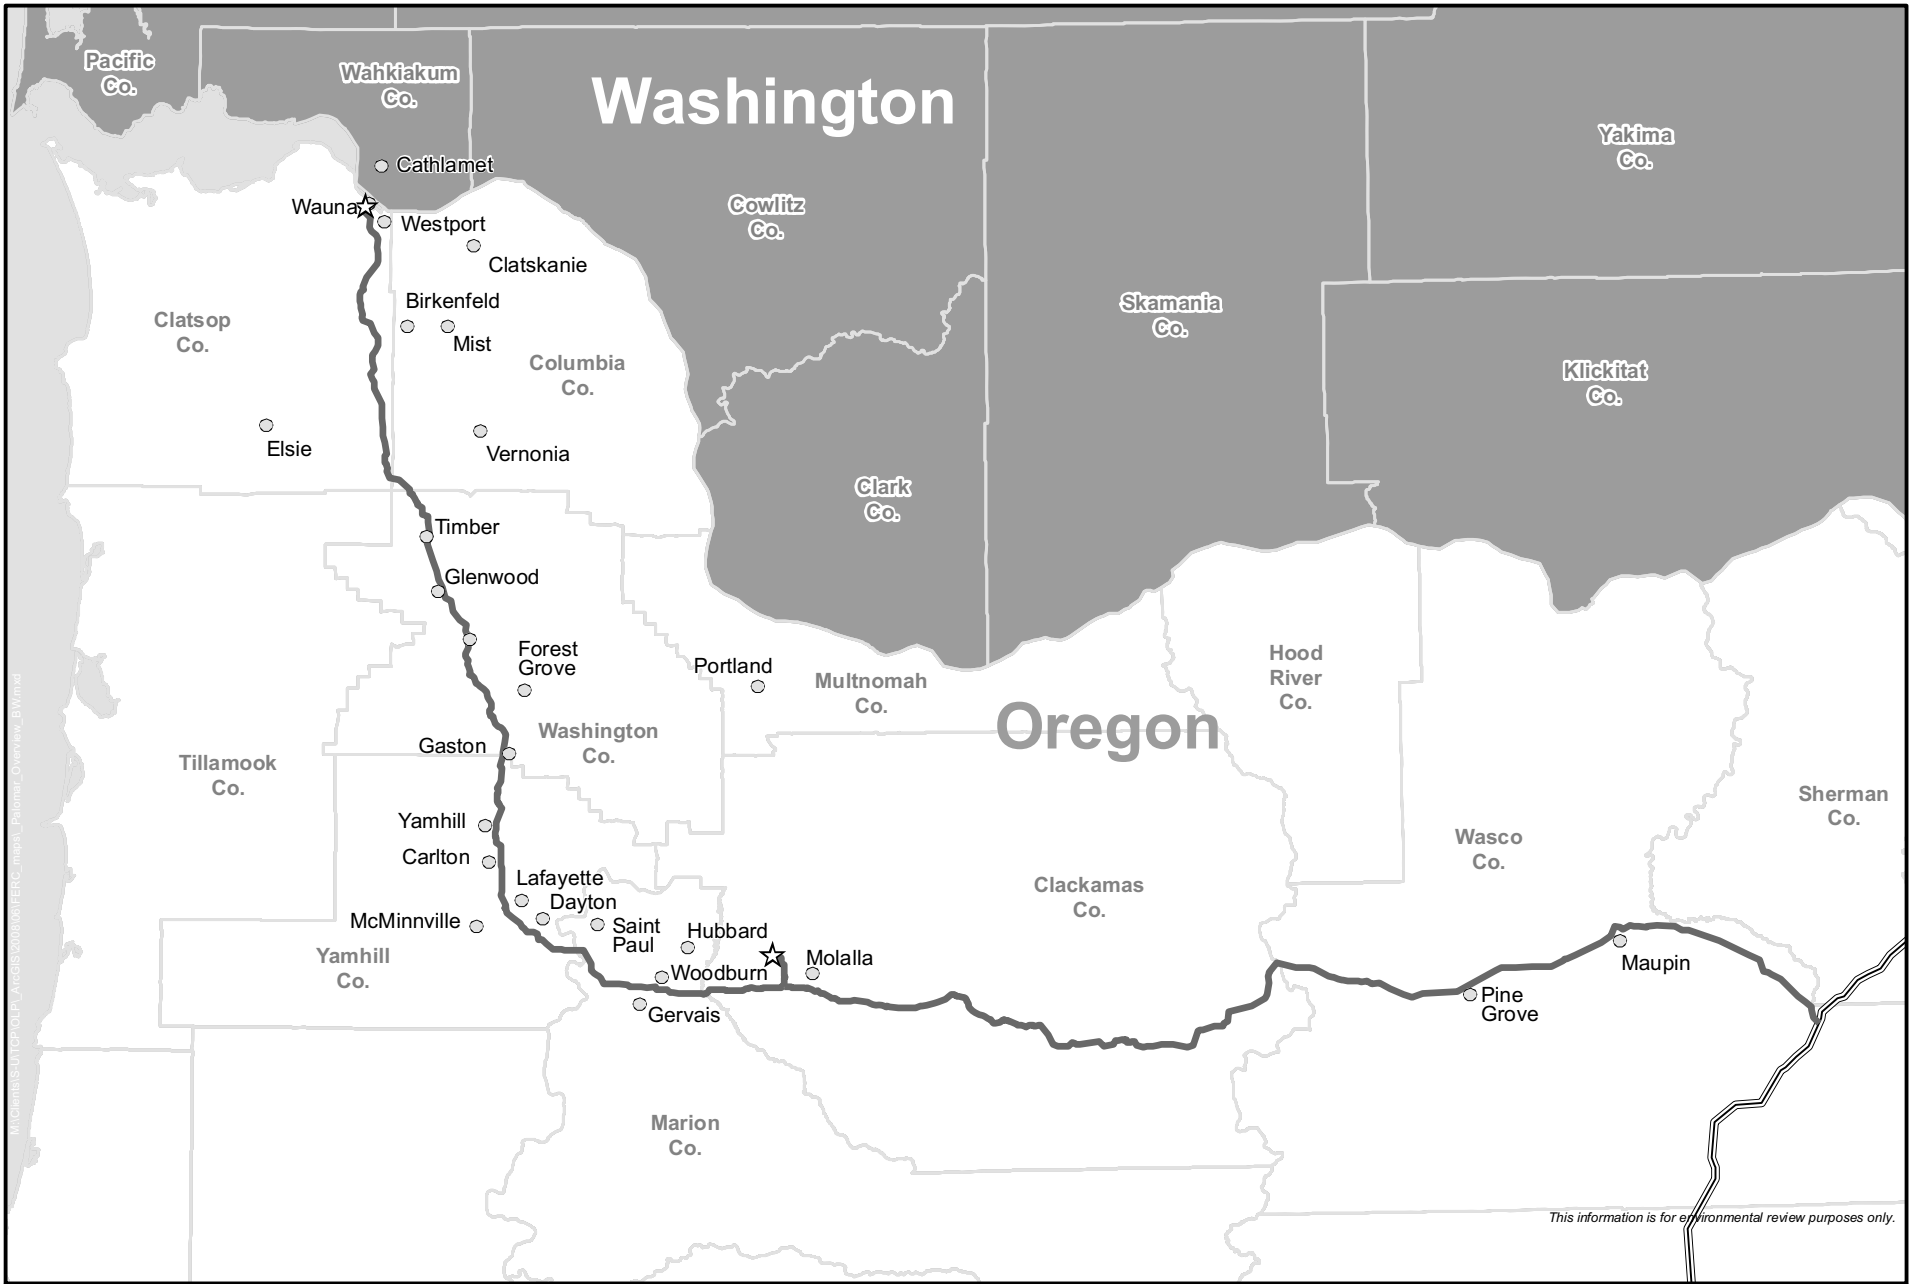 Pacific
Co.
Wahkiakum
Co.
Washington
Yakima
Co.
Cathlamet
Wauna
Westport
Cowlitz
Co.
Clatskanie
Birkenfeld
Mist
Clatsop
Co.
Columbia
Co.
Skamania
Co.
Klickitat
Co.
Elsie
Vernonia
Clark
Co.
Timber
Glenwood
Forest
Grove
Portland
Multnomah
Co.
Hood
River
Co.
Oregon
Gaston
Washington
Co.
Tillamook
Co.
Sherman
Co.
Yamhill
Carlton
Wasco
Co.
Lafayette
Dayton
Clackamas
Co.
McMinnville
Saint
Paul
Hubbard
Yamhill
Co.
Woodburn
Molalla
Maupin
Gervais
Pine
Grove
Marion
Co.
This information is for environmental review purposes only.